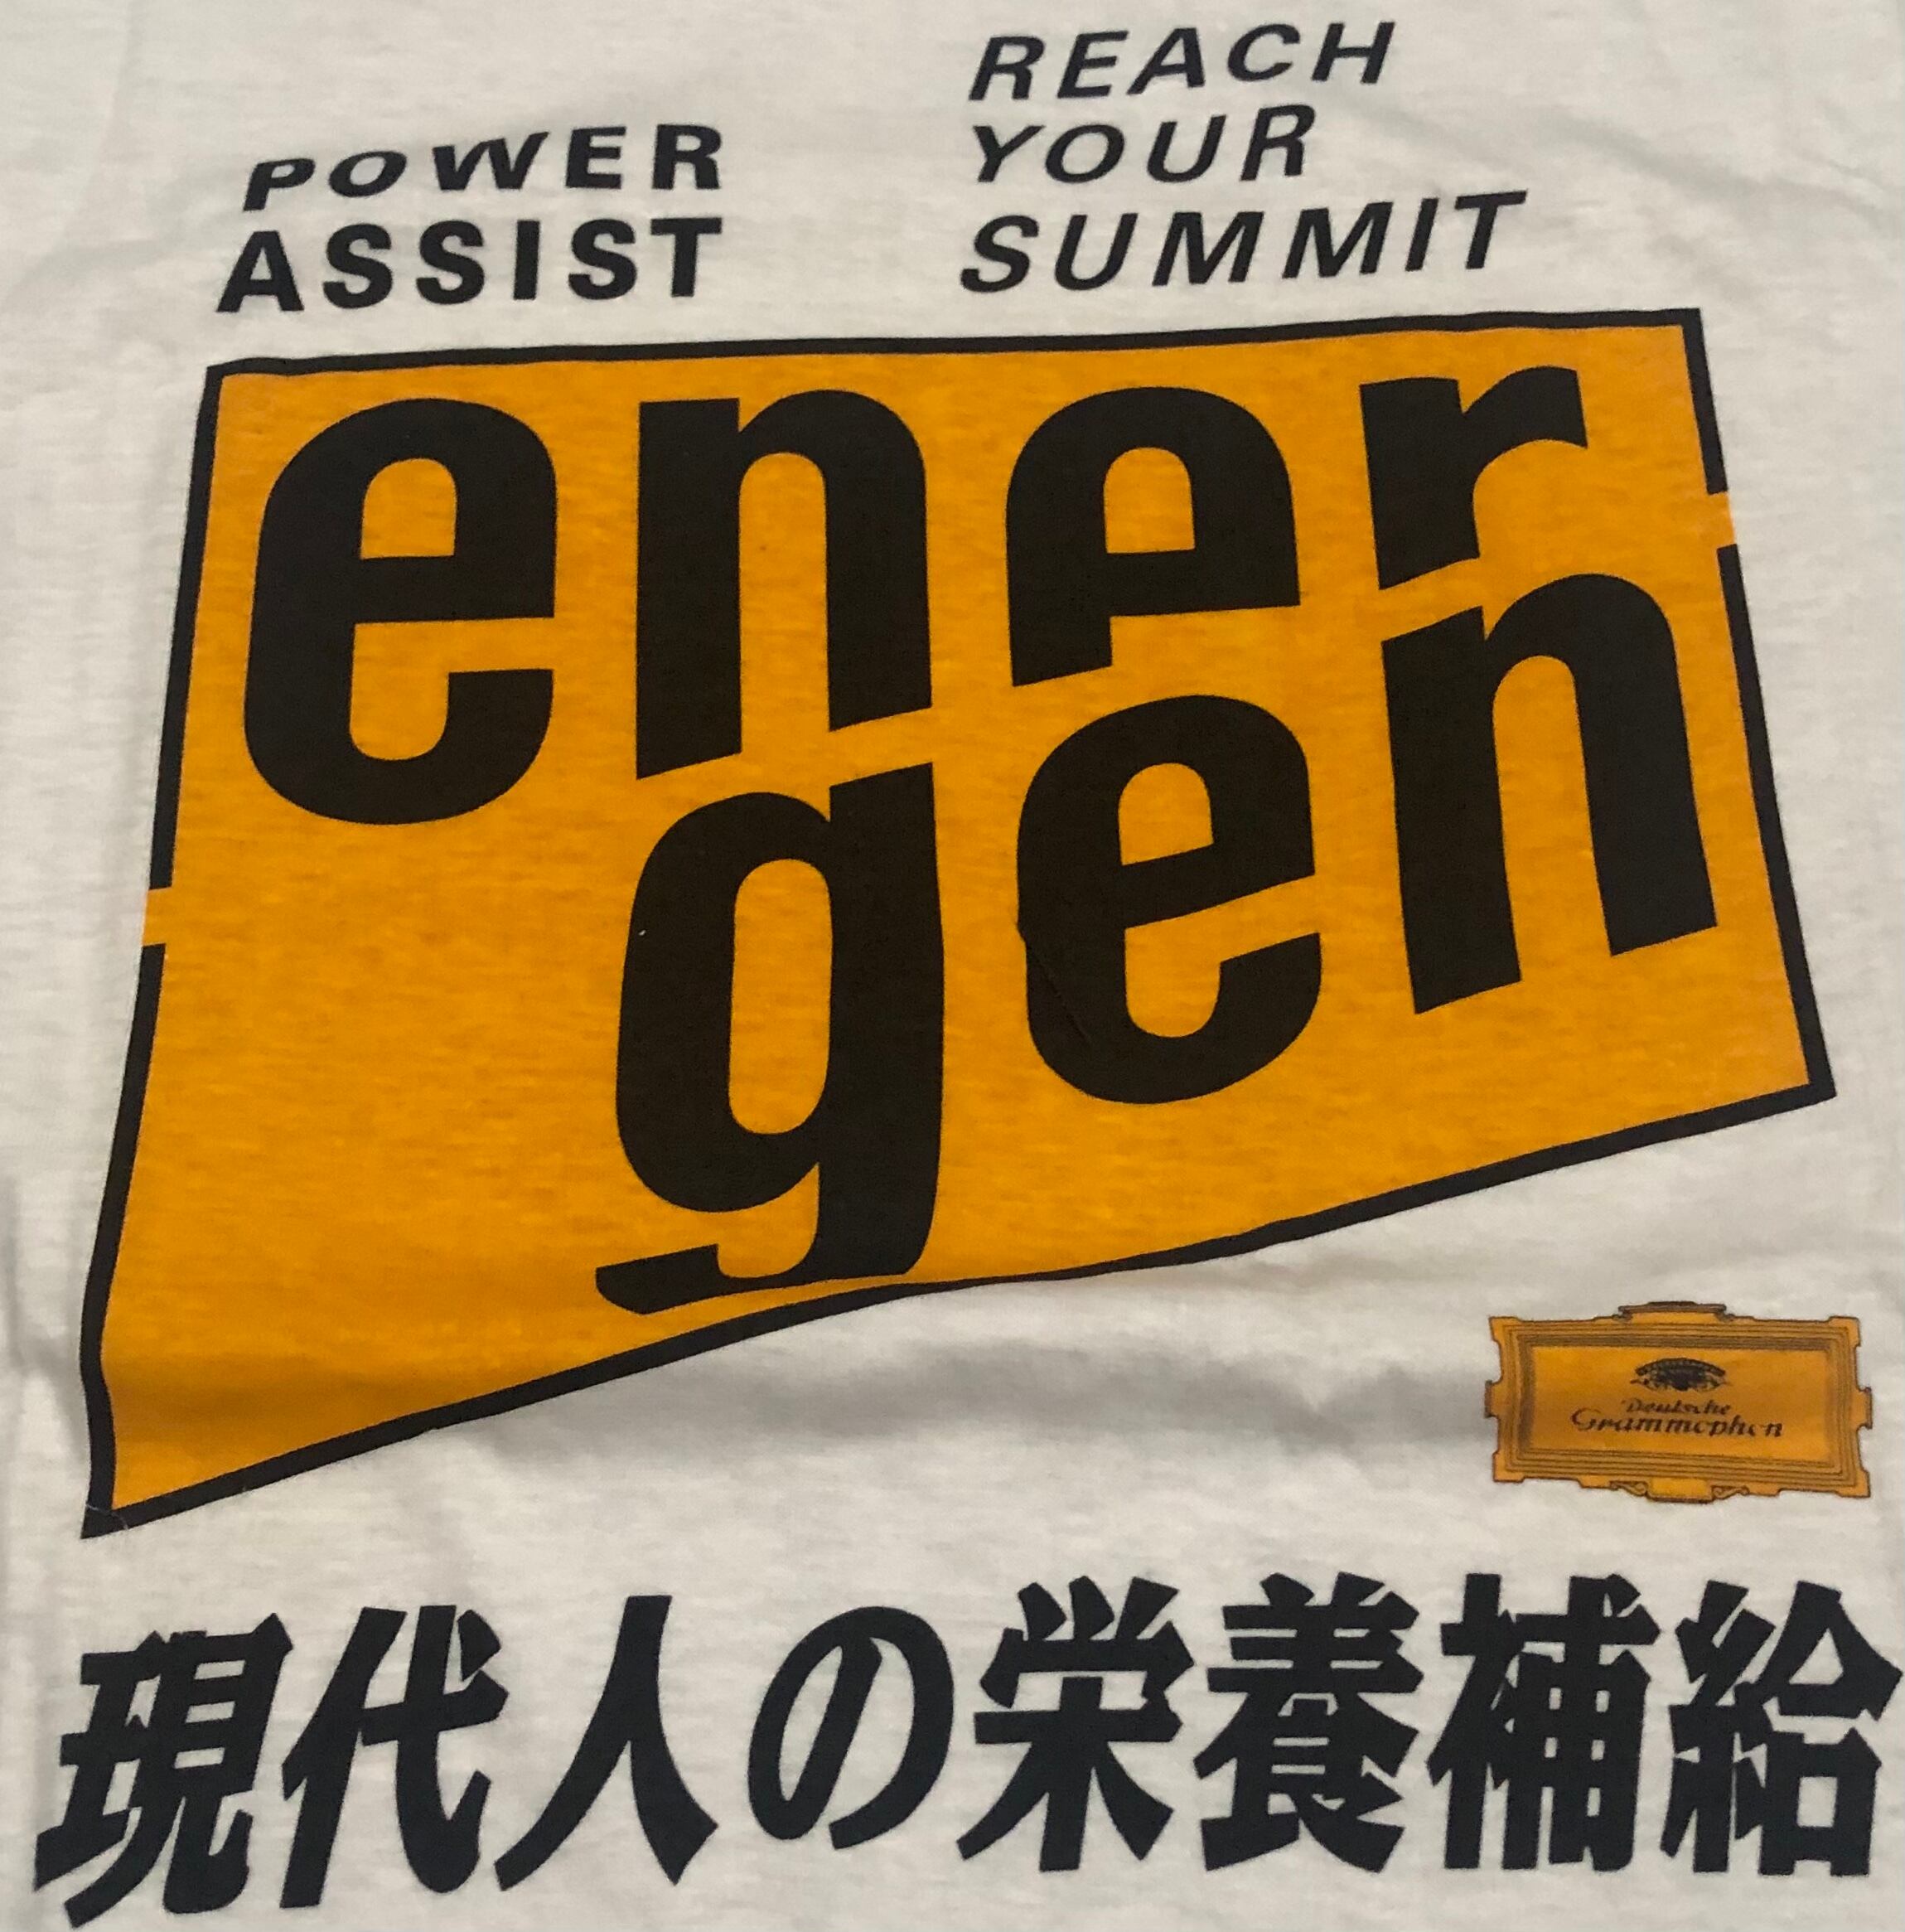 POWER
ASSIST
REACH
YOUR
SUMMIT
ener
gen
Deutsche
Grammophon
現代人の栄養補給